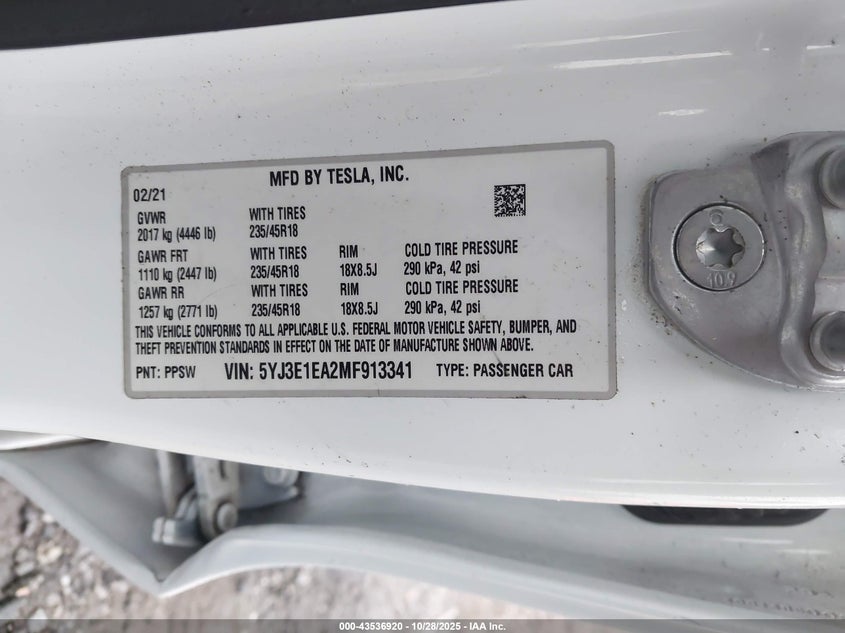 MFD BY TESLA, INC.
02/21
GVWR WITH TIRES
2017 kg (4446 lb) 235/45R18
GAWR FRT WITH TIRES RIM COLD TIRE PRESSURE
1110 kg (2447 lb) 235/45R18 18X8.5J 290 kPa, 42 psi
GAWR RR WITH TIRES RIM COLD TIRE PRESSURE
1257 kg (2771 lb) 235/45R18 18X8.5J 290 kPa, 42 psi
THIS VEHICLE CONFORMS TO ALL APPLICABLE U.S. FEDERAL MOTOR VEHICLE SAFETY, BUMPER, AND
THEFT PREVENTION STANDARDS IN EFFECT ON THE DATE OF MANUFACTURE SHOWN ABOVE.
PNT: PPSW VIN: 5YJ3E1EA2MF913341 TYPE: PASSENGER CAR
10.9
000-43536920 - 10/28/2025 - IAA Inc.